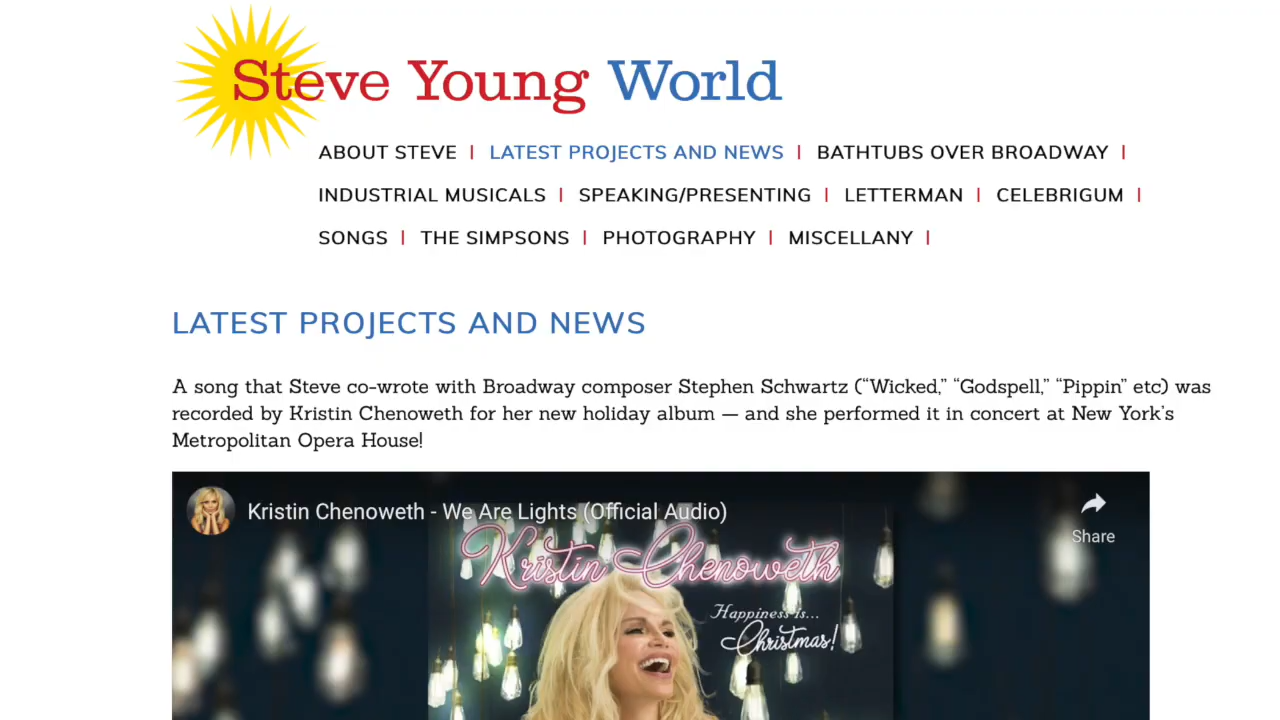 Steve Young World
ABOUT STEVE | LATEST PROJECTS AND NEWS | BATHTUBS OVER BROADWAY |
INDUSTRIAL MUSICALS | SPEAKING/PRESENTING | LETTERMAN | CELEBRIGUM |
SONGS | THE SIMPSONS | PHOTOGRAPHY | MISCELLANY |
LATEST PROJECTS AND NEWS
A song that Steve co-wrote with Broadway composer Stephen Schwartz (“Wicked,” “Godspell,” “Pippin” etc) was
recorded by Kristin Chenoweth for her new holiday album — and she performed it in concert at New York’s
Metropolitan Opera House!
Kristin Chenoweth - We Are Lights (Official Audio)
Share
Kristin Chenoweth
Happiness is...
Christmas!